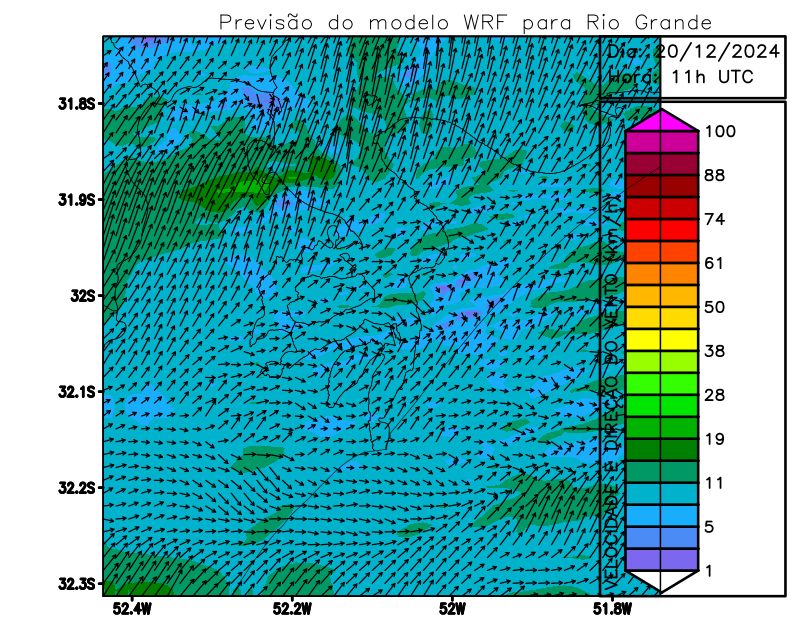 Previsão do modelo WRF para Rio Grande
Dia: 20/12/2024
Hora: 11h UTC
31.8S
31.9S
32S
32.1S
32.2S
32.3S
52.4W
52.2W
52W
51.8W
VELOCIDADE E DIREÇÃO DO VENTO (km/h)
100
88
74
61
50
38
28
19
11
5
1